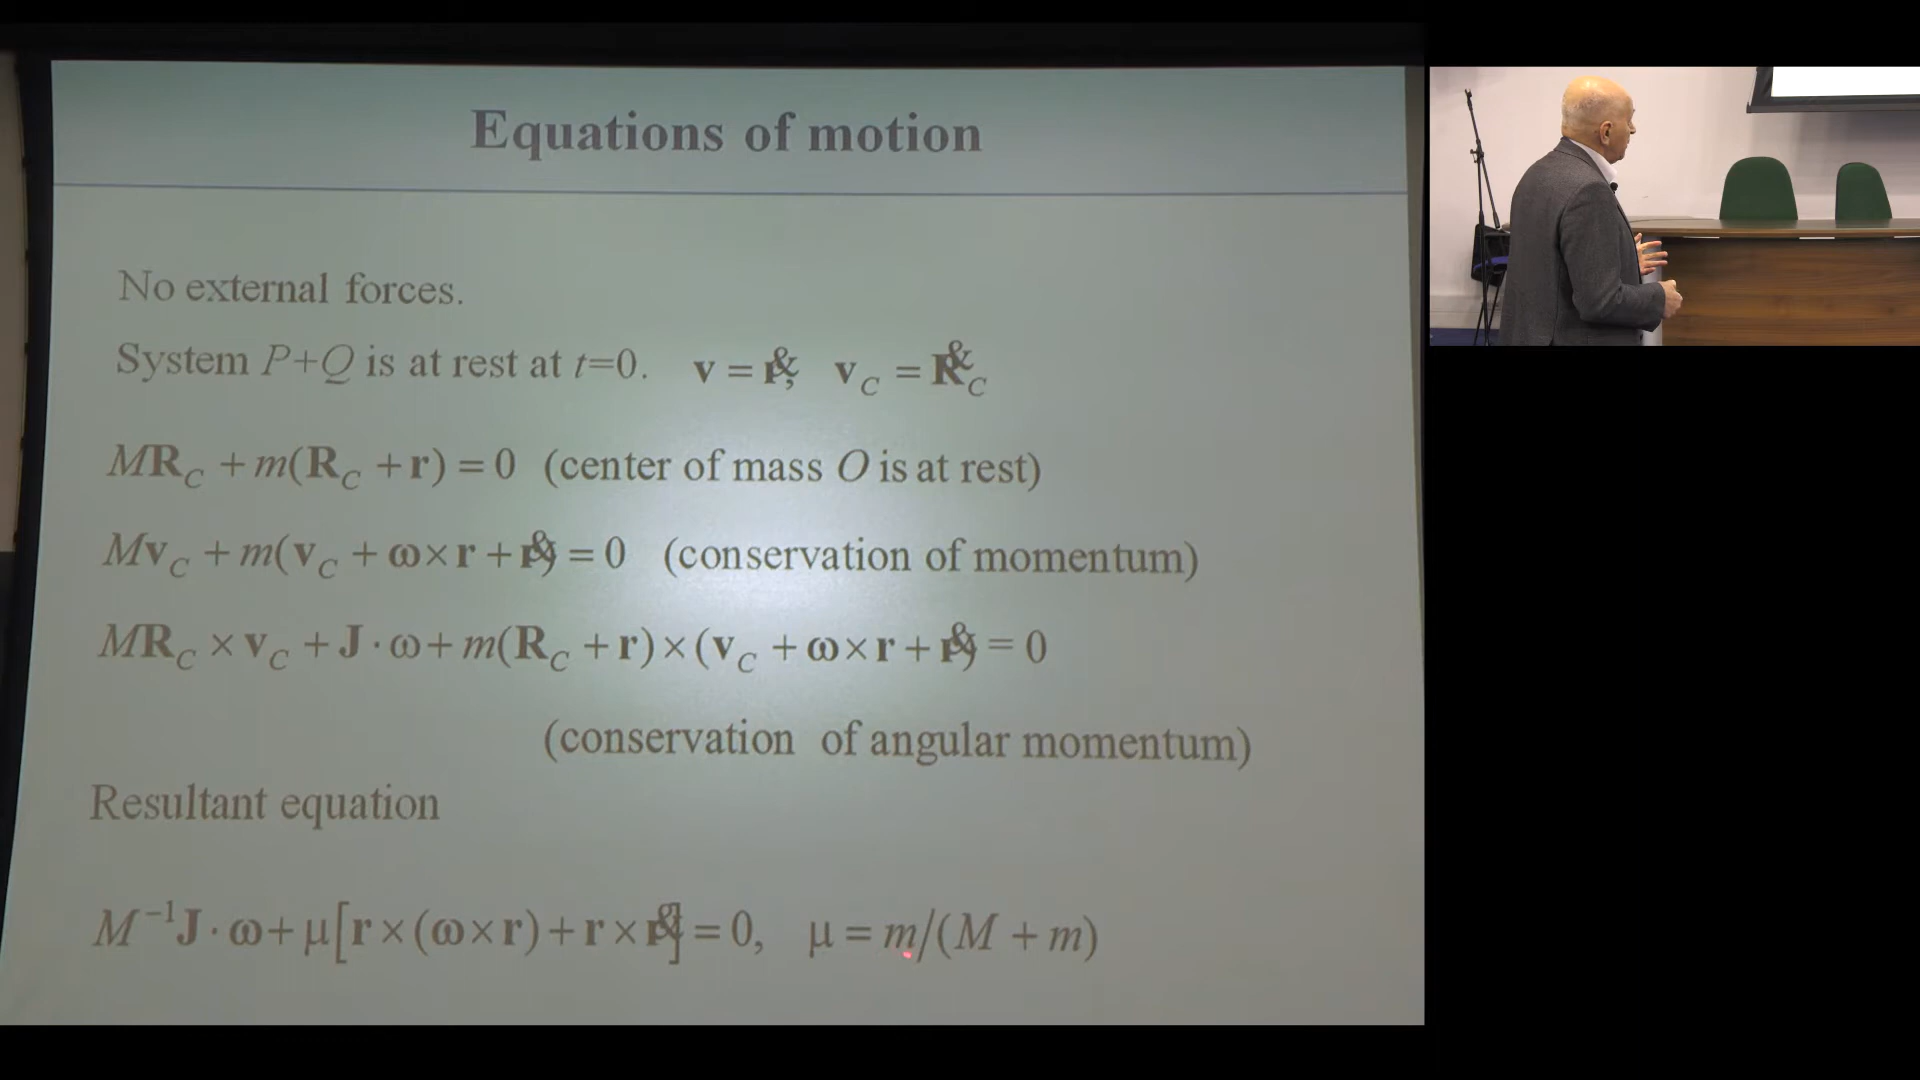 Equations of motion
No external forces.
System P+Q is at rest at t=0. v = r&, v_C = R&_C
MR_C + m(R_C + r) = 0 (center of mass O is at rest)
Mv_C + m(v_C + ω×r + r&) = 0 (conservation of momentum)
MR_C × v_C + J·ω + m(R_C + r)×(v_C + ω×r + r&) = 0
(conservation of angular momentum)
Resultant equation
M⁻¹J·ω + μ[r×(ω×r) + r×r&] = 0, μ = m/(M + m)